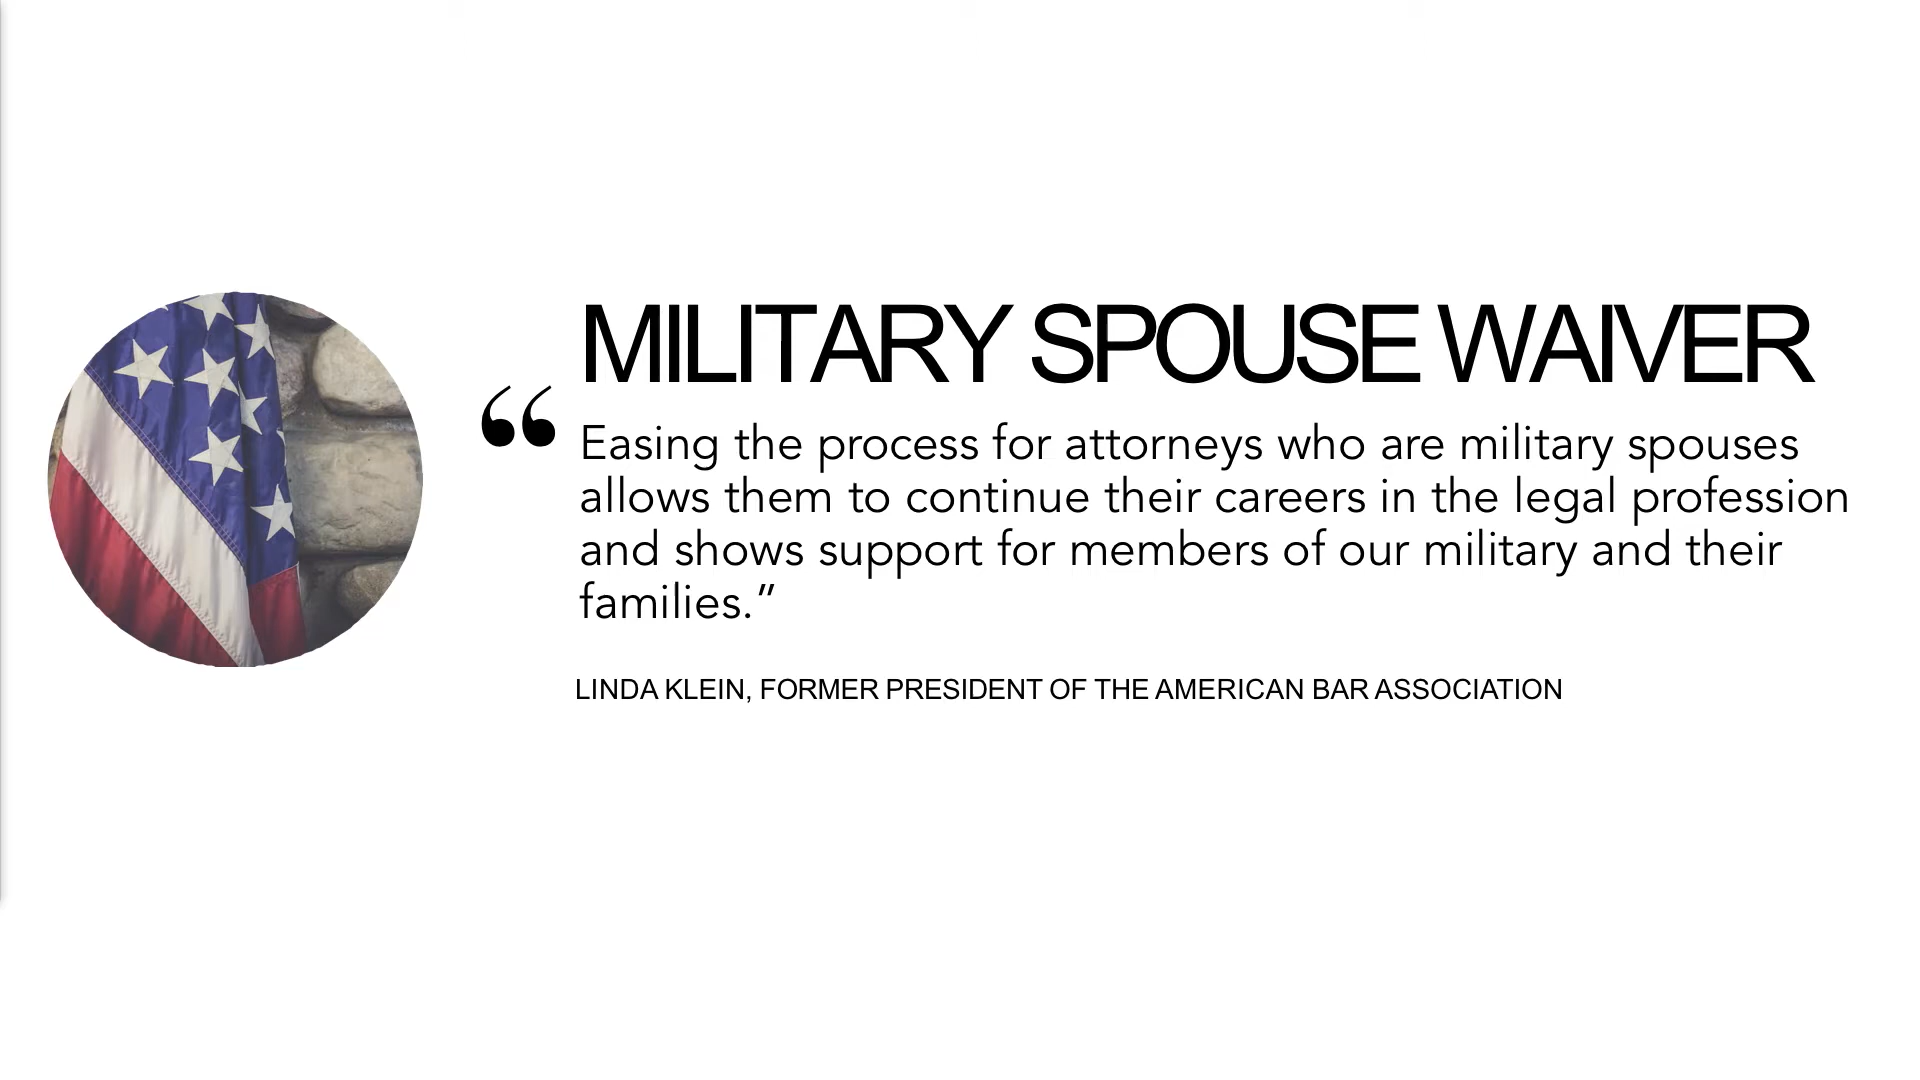 MILITARY SPOUSE WAIVER
“Easing the process for attorneys who are military spouses
allows them to continue their careers in the legal profession
and shows support for members of our military and their
families.”
LINDA KLEIN, FORMER PRESIDENT OF THE AMERICAN BAR ASSOCIATION